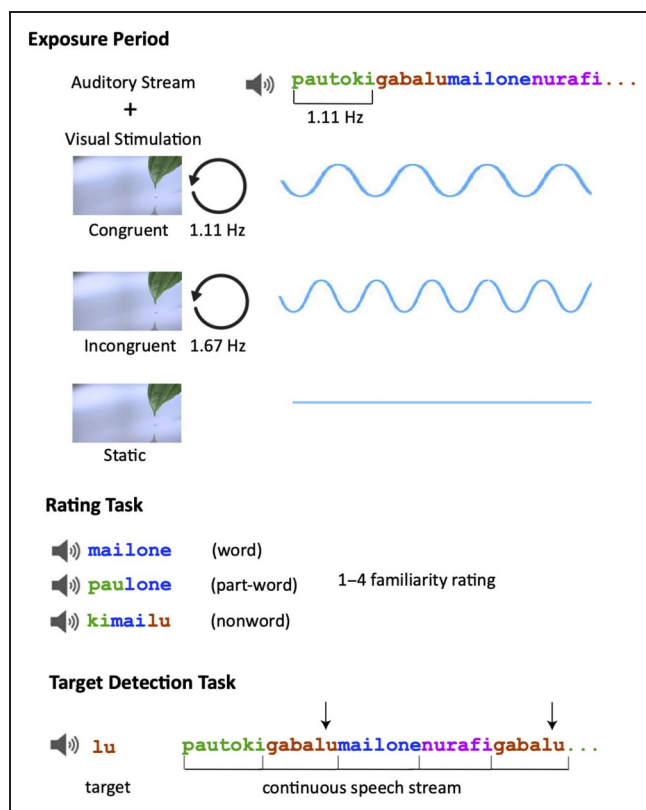 Exposure Period
Auditory Stream
pautokigabalumailonenurafi...
+
1.11 Hz
Visual Stimulation
Congruent 1.11 Hz
Incongruent 1.67 Hz
Static
Rating Task
mailone (word)
paulone (part-word) 1–4 familiarity rating
kimailu (nonword)
Target Detection Task
lu pautokigabalumailonenurafigabalu...
target continuous speech stream